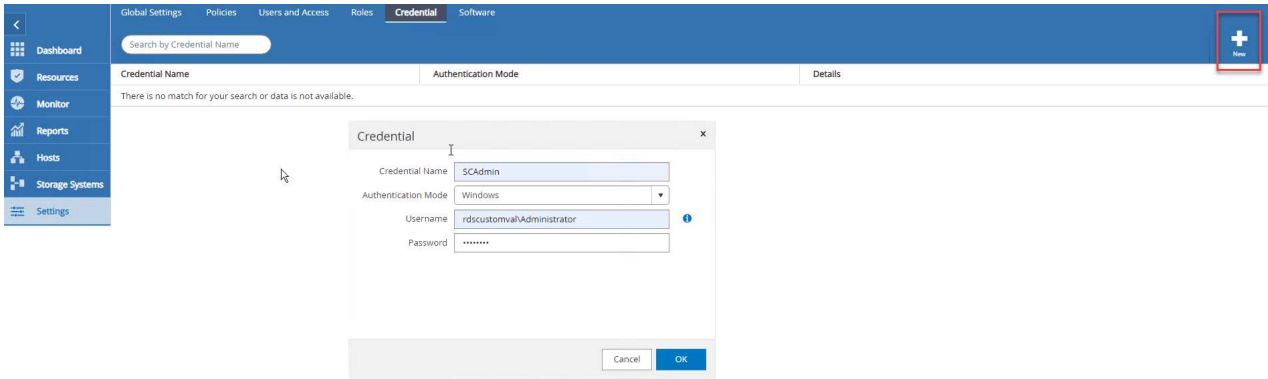 Global Settings Policies Users and Access Roles Credential Software
Search by Credential Name
New
Dashboard
Resources
Monitor
Reports
Hosts
Storage Systems
Settings
Credential Name Authentication Mode Details
There is no match for your search or data is not available.
Credential x
Credential Name SCAdmin
Authentication Mode Windows
Username rdscustomval\Administrator
Password ••••••••
Cancel OK